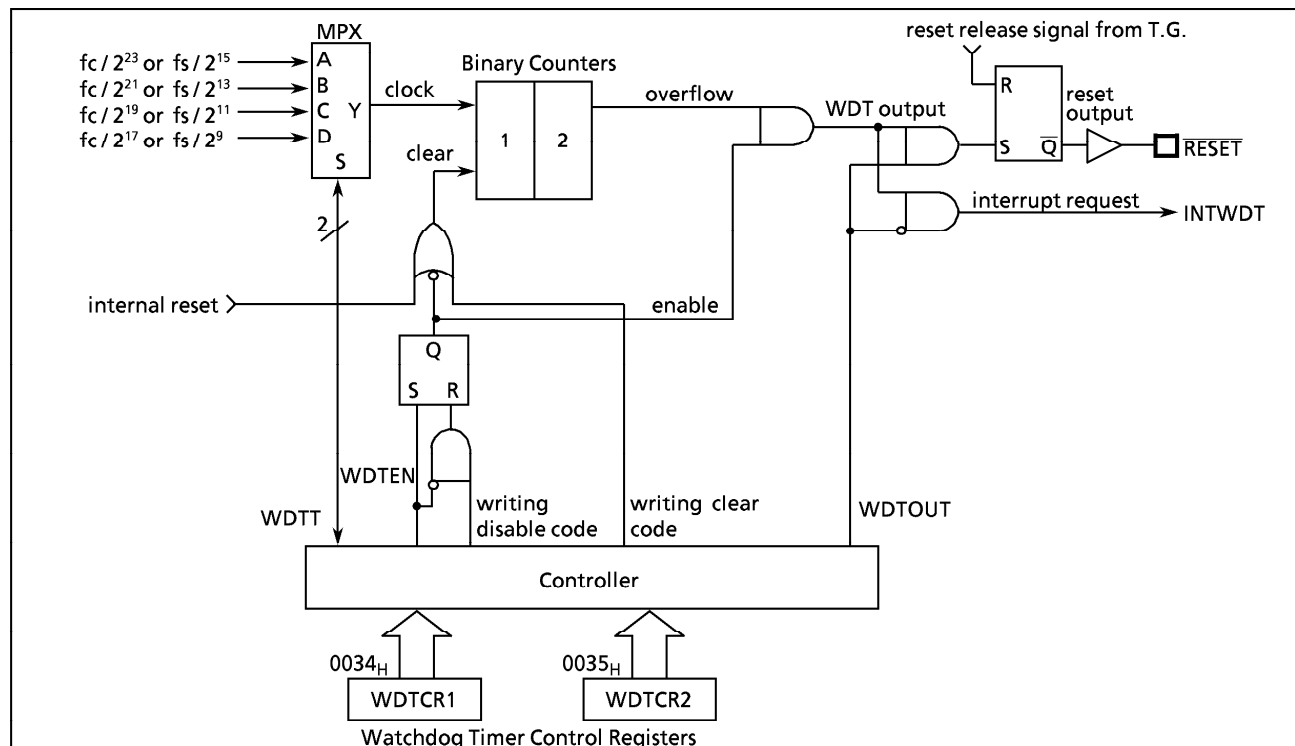 reset release signal from T.G.
MPX
fc / 2²³ or fs / 2¹⁵
fc / 2²¹ or fs / 2¹³
fc / 2¹⁹ or fs / 2¹¹
fc / 2¹⁷ or fs / 2⁹
A
B
C
D
Y
S
clock
clear
Binary Counters
1
2
overflow
WDT output
R
S
Q̅
reset
output
R̅E̅S̅E̅T̅
interrupt request
INTWDT
2
internal reset
enable
Q
S
R
WDTT
WDTEN
writing
disable code
writing clear
code
WDTOUT
Controller
0034H
0035H
WDTCR1
WDTCR2
Watchdog Timer Control Registers